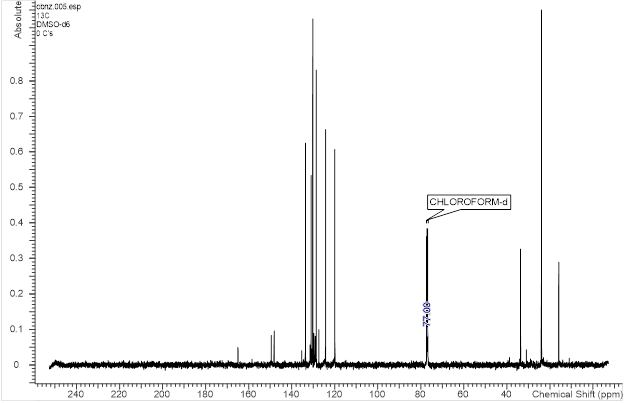 cbnz.005.esp
13C
DMSO-d6
0 C's
Absolute
CHLOROFORM-d
0.8
0.7
0.6
0.5
0.4
0.3
77.00
0.2
0.1
0
240 220 200 180 160 140 120 100 80 60 40 20 Chemical Shift (ppm)